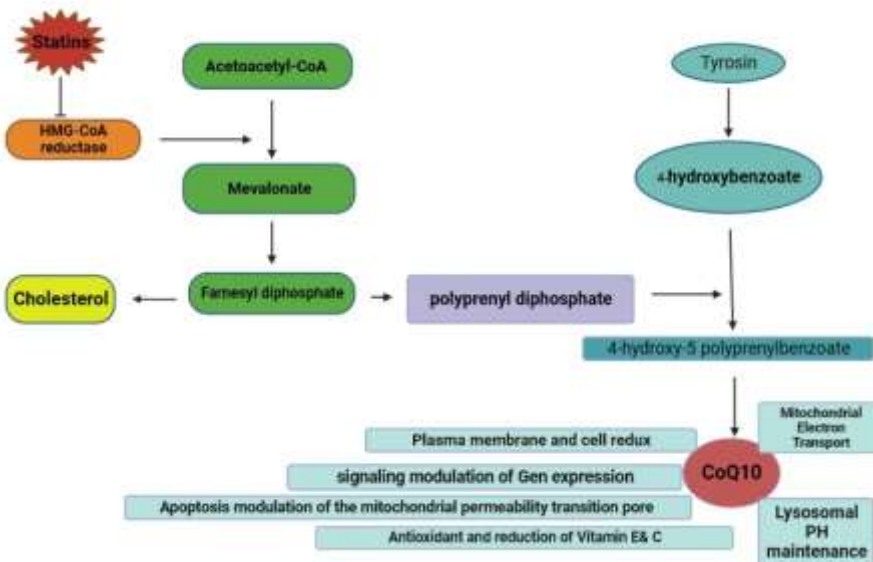 Statins
Acetoacetyl-CoA
Tyrosin
HMG-CoA
reductase
4-hydroxybenzoate
Mevalonate
Cholesterol
Farnesyl diphosphate
polyprenyl diphosphate
4-hydroxy-5 polyprenylbenzoate
Mitochondrial
Electron
Transport
Plasma membrane and cell redux
CoQ10
signaling modulation of Gen expression
Apoptosis modulation of the mitochondrial permeability transition pore
Lysosomal
PH
maintenance
Antioxidant and reduction of Vitamin E& C